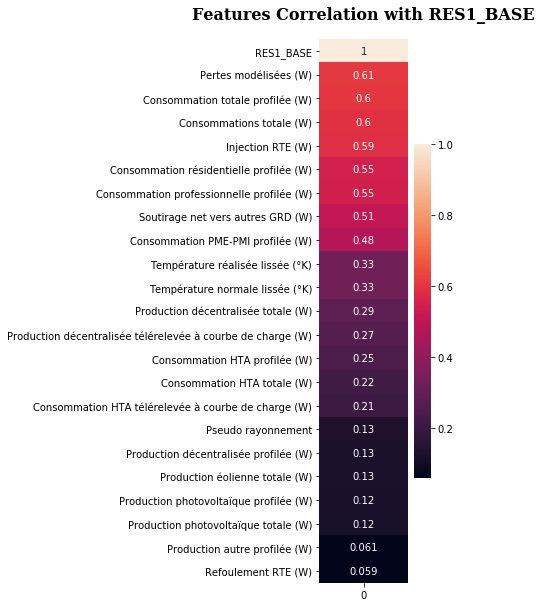 Features Correlation with RES1_BASE
RES1_BASE 1
Pertes modélisées (W) 0.61
Consommation totale profilée (W) 0.6
Consommations totale (W) 0.6
Injection RTE (W) 0.59
Consommation résidentielle profilée (W) 0.55
Consommation professionnelle profilée (W) 0.55
Soutirage net vers autres GRD (W) 0.51
Consommation PME-PMI profilée (W) 0.48
Température réalisée lissée (°K) 0.33
Température normale lissée (°K) 0.33
Production décentralisée totale (W) 0.29
Production décentralisée télérelevée à courbe de charge (W) 0.27
Consommation HTA profilée (W) 0.25
Consommation HTA totale (W) 0.22
Consommation HTA télérelevée à courbe de charge (W) 0.21
Pseudo rayonnement 0.13
Production décentralisée profilée (W) 0.13
Production éolienne totale (W) 0.13
Production photovoltaïque profilée (W) 0.12
Production photovoltaïque totale (W) 0.12
Production autre profilée (W) 0.061
Refoulement RTE (W) 0.059
0
1.0
0.8
0.6
0.4
0.2